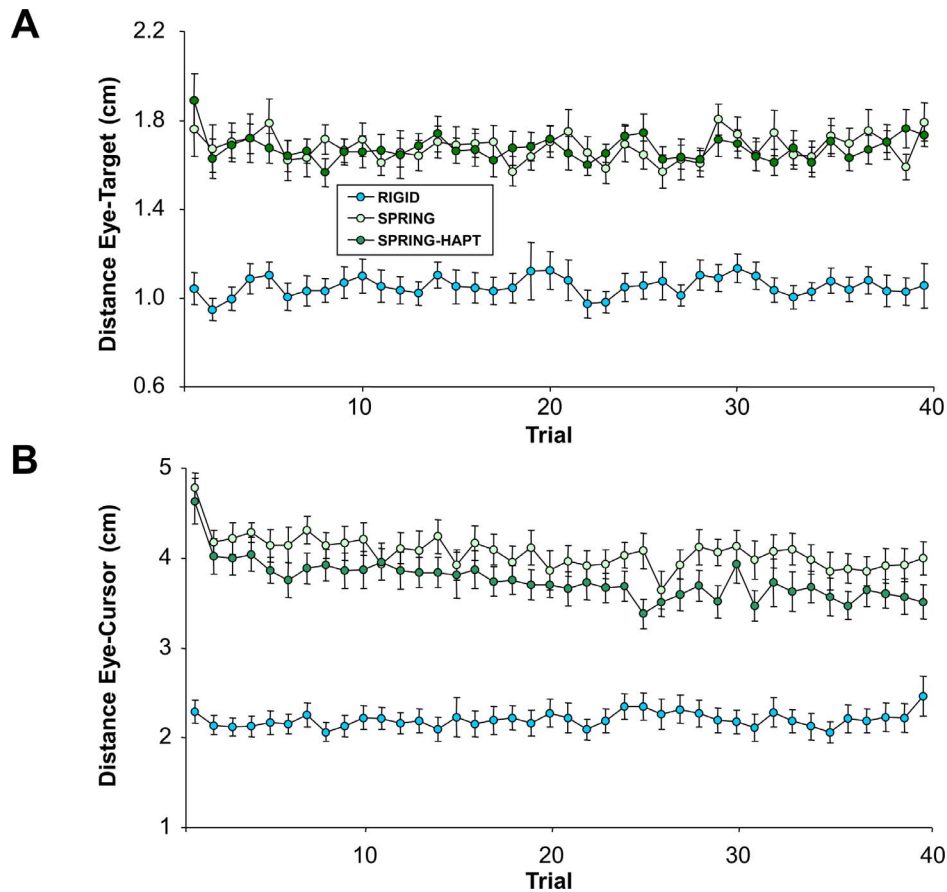 A
Distance Eye-Target (cm)
2.2
1.8
1.4
1.0
0.6
RIGID
SPRING
SPRING-HAPT
10 20 30 40
Trial
B
Distance Eye-Cursor (cm)
5
4
3
2
1
10 20 30 40
Trial